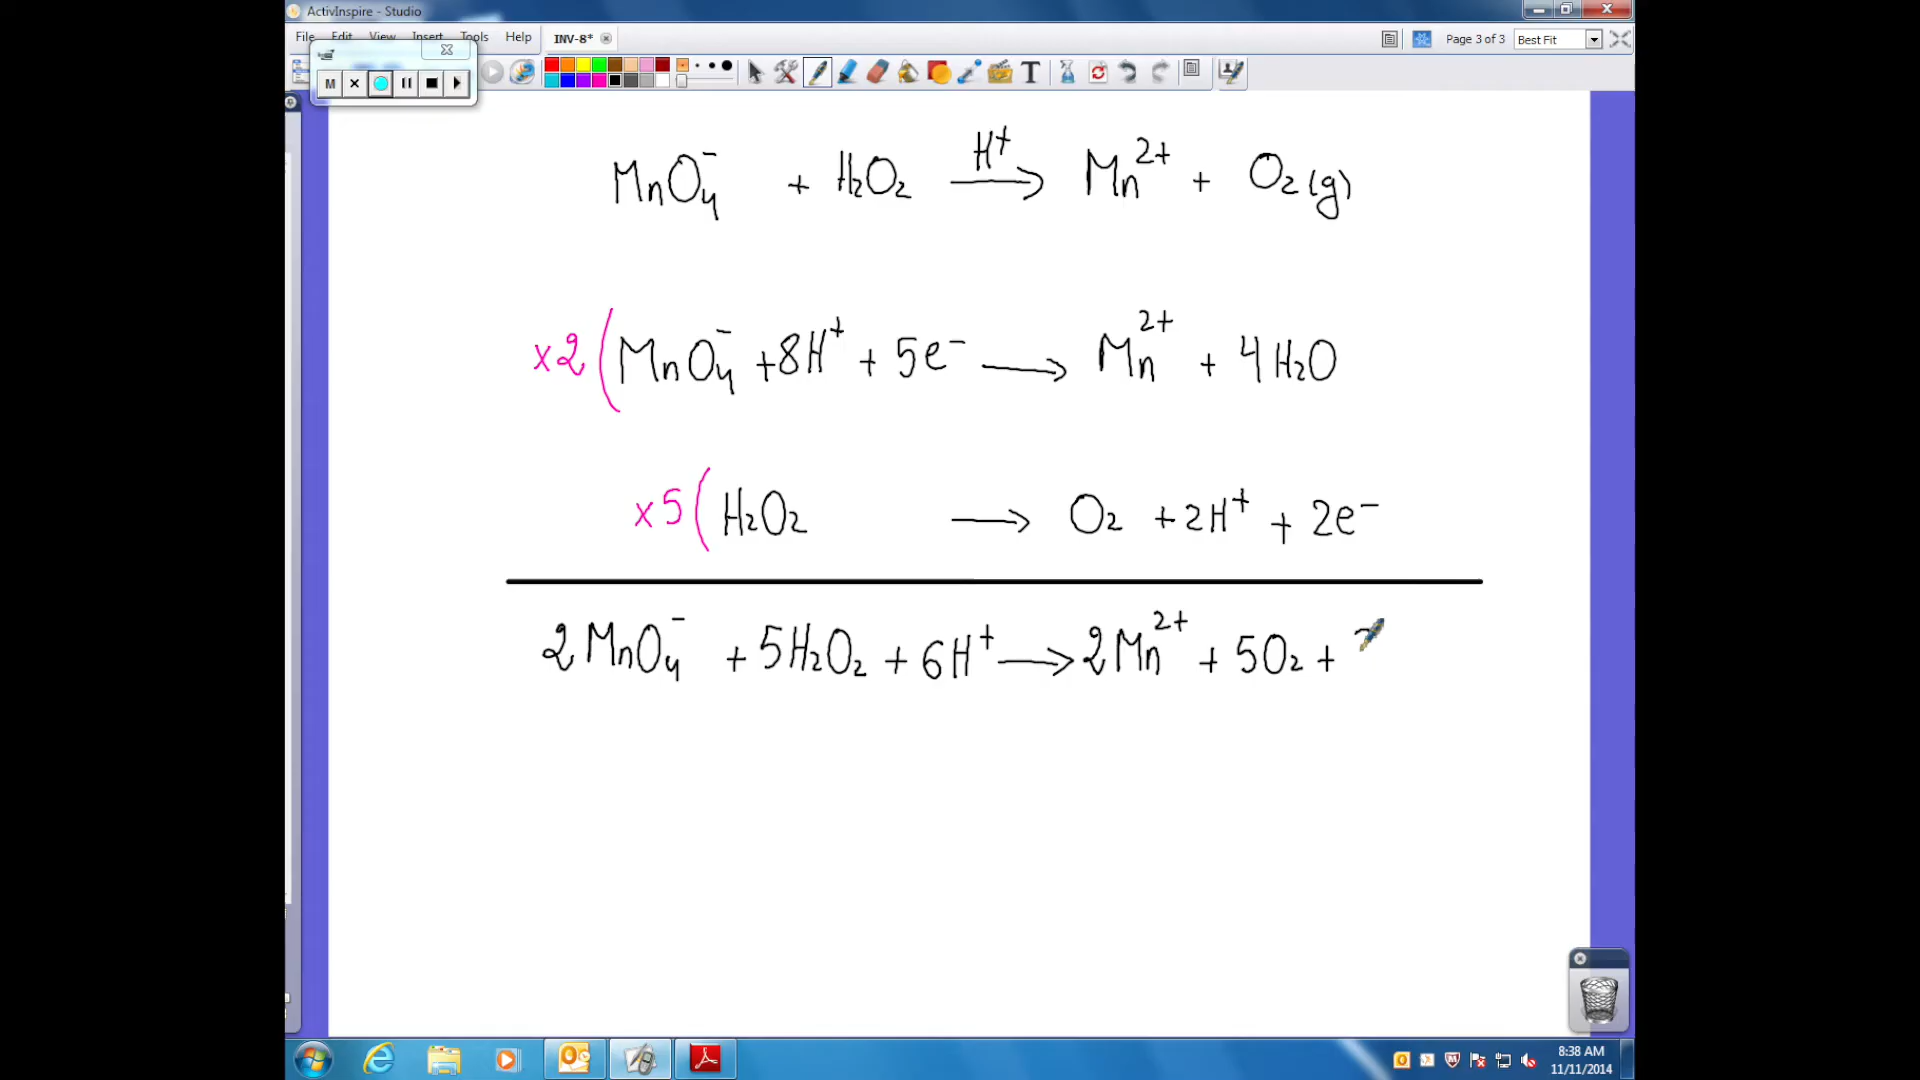 ActivInspire - Studio
File Edit View Insert Tools Help INV-8* Page 3 of 3 Best Fit
M
T
MnO₄⁻ + H₂O₂ —H⁺→ Mn²⁺ + O₂(g)
x2 ( MnO₄⁻ + 8H⁺ + 5e⁻ → Mn²⁺ + 4H₂O
x5 ( H₂O₂ → O₂ + 2H⁺ + 2e⁻
2MnO₄⁻ + 5H₂O₂ + 6H⁺ → 2Mn²⁺ + 5O₂ +
8:38 AM
11/11/2014